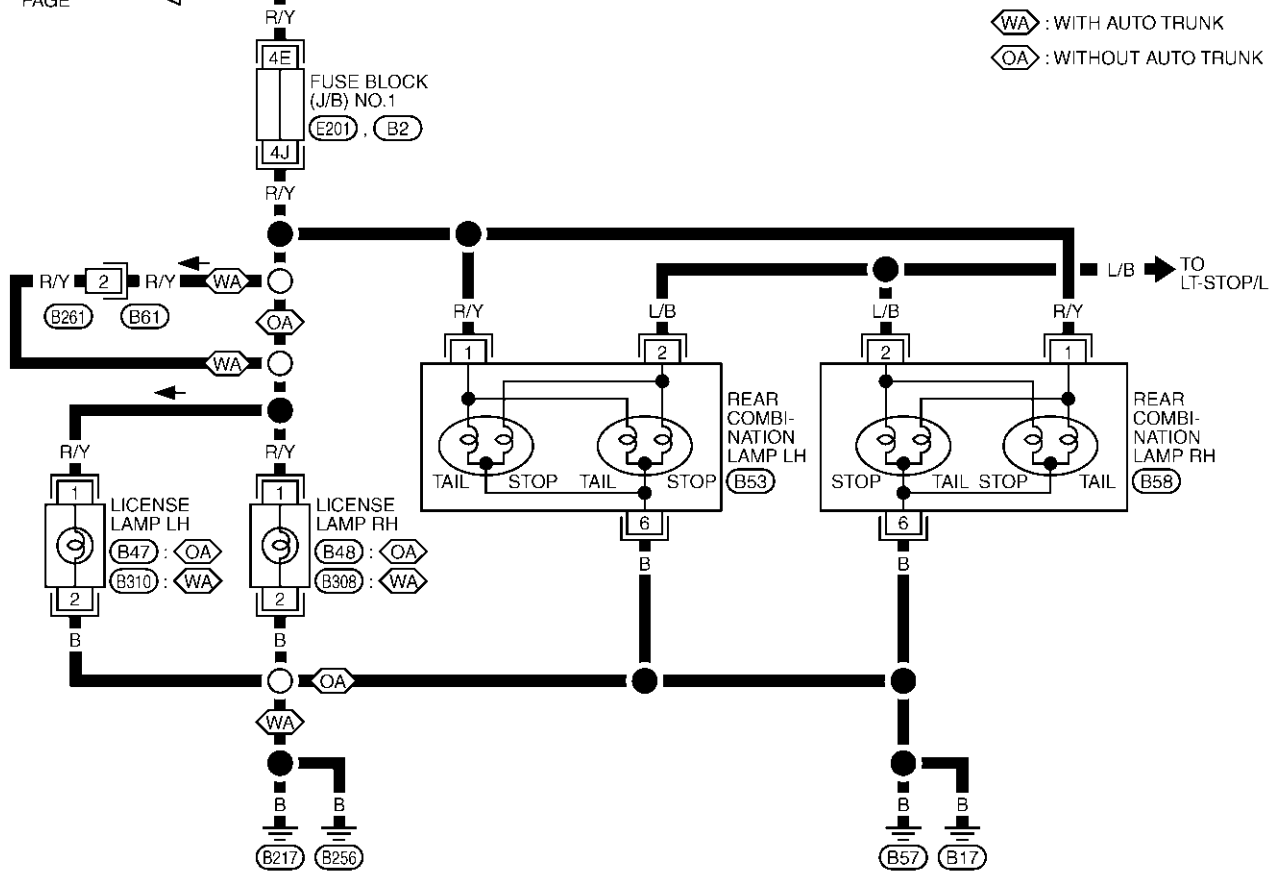 PAGE
R/Y
WA : WITH AUTO TRUNK
OA : WITHOUT AUTO TRUNK
4E
FUSE BLOCK
(J/B) NO.1
E201 , B2
4J
R/Y
R/Y 2 R/Y WA
B261 B61
OA
WA
L/B TO
LT-STOP/L
R/Y L/B L/B R/Y
1 2 2 1
REAR
COMBI-
NATION
LAMP LH
B53
TAIL STOP TAIL STOP
6
B
REAR
COMBI-
NATION
LAMP RH
B58
STOP TAIL STOP TAIL
6
B
R/Y R/Y
1
LICENSE
LAMP LH
B47 : OA
B310 : WA
2
B
1
LICENSE
LAMP RH
B48 : OA
B308 : WA
2
B
OA
WA
B B B B
B217 B256 B57 B17